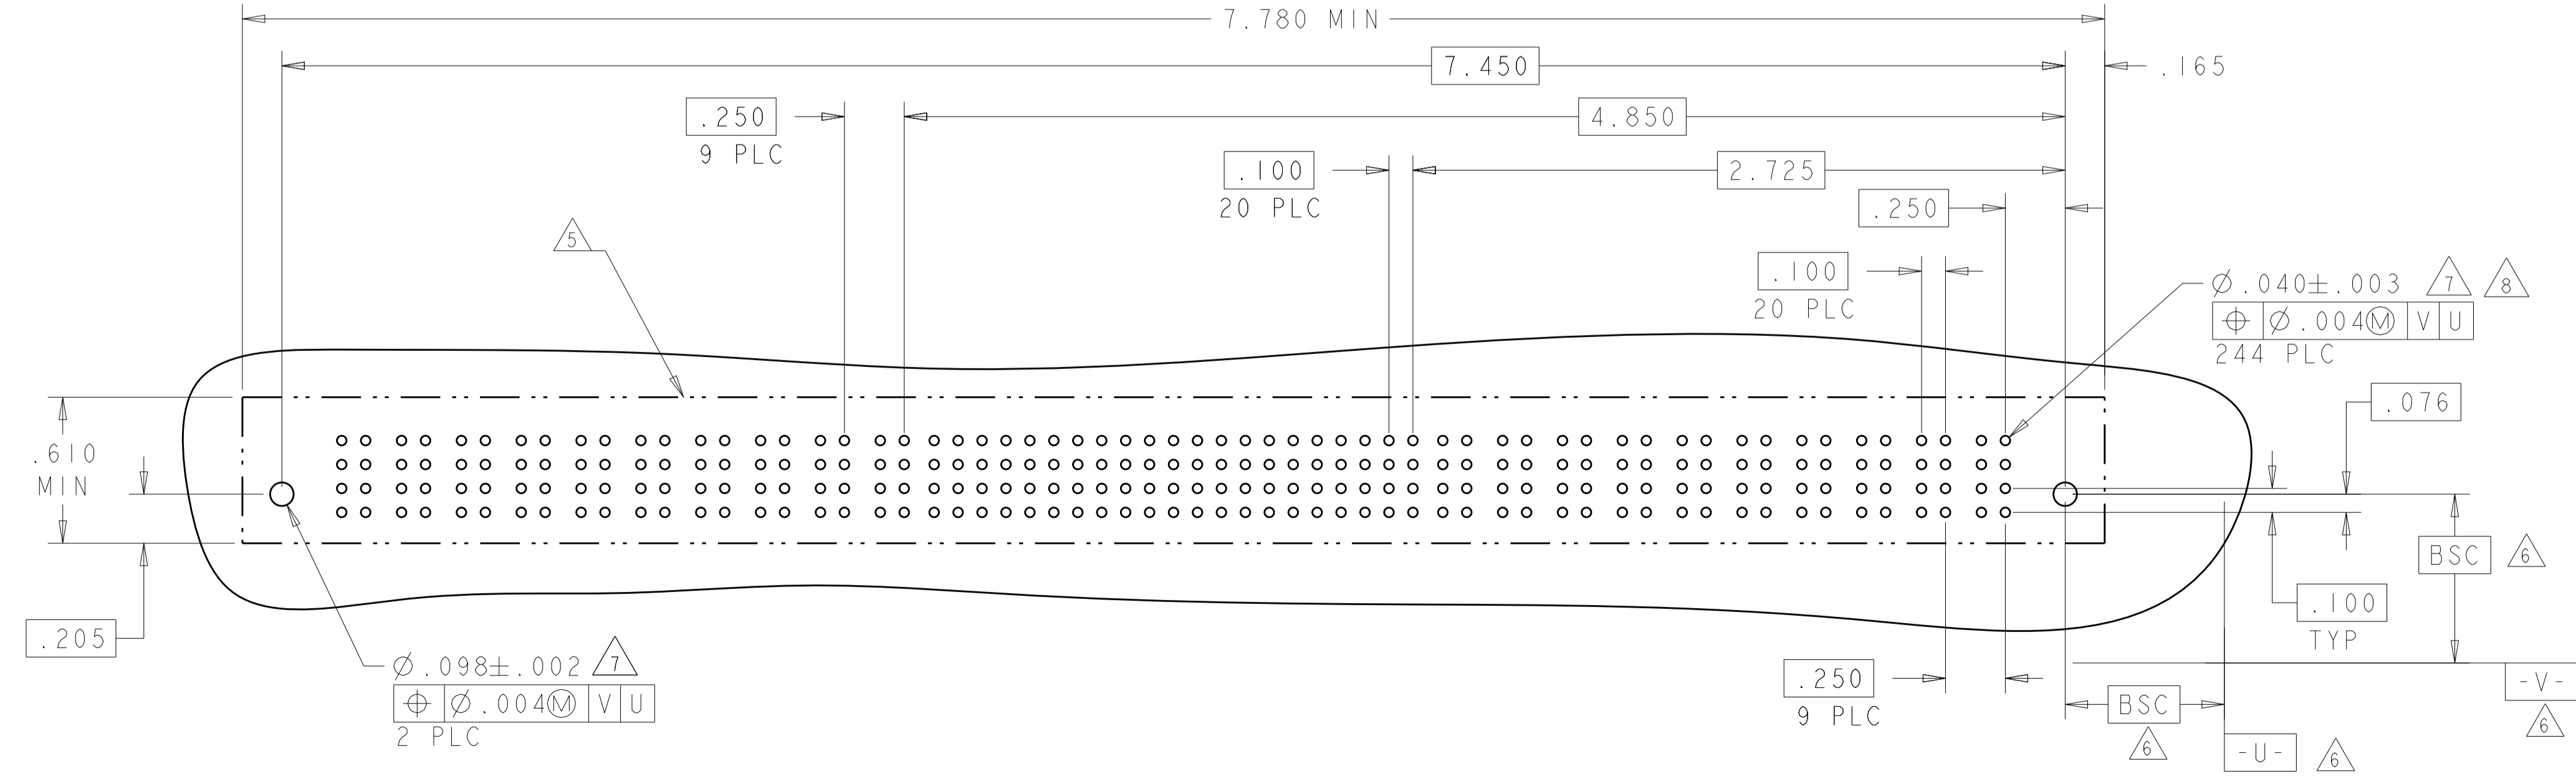 7.780 MIN
7.450
.165
.250
9 PLC
4.850
.100
20 PLC
2.725
.250
5
.100
20 PLC
Ø.040±.003 7 8
⌖ Ø.004Ⓜ V U
244 PLC
.076
.610
MIN
BSC 6
.100
TYP
.205
Ø.098±.002 7
⌖ Ø.004Ⓜ V U
2 PLC
.250
9 PLC
BSC
6
-V-
6
-U- 6